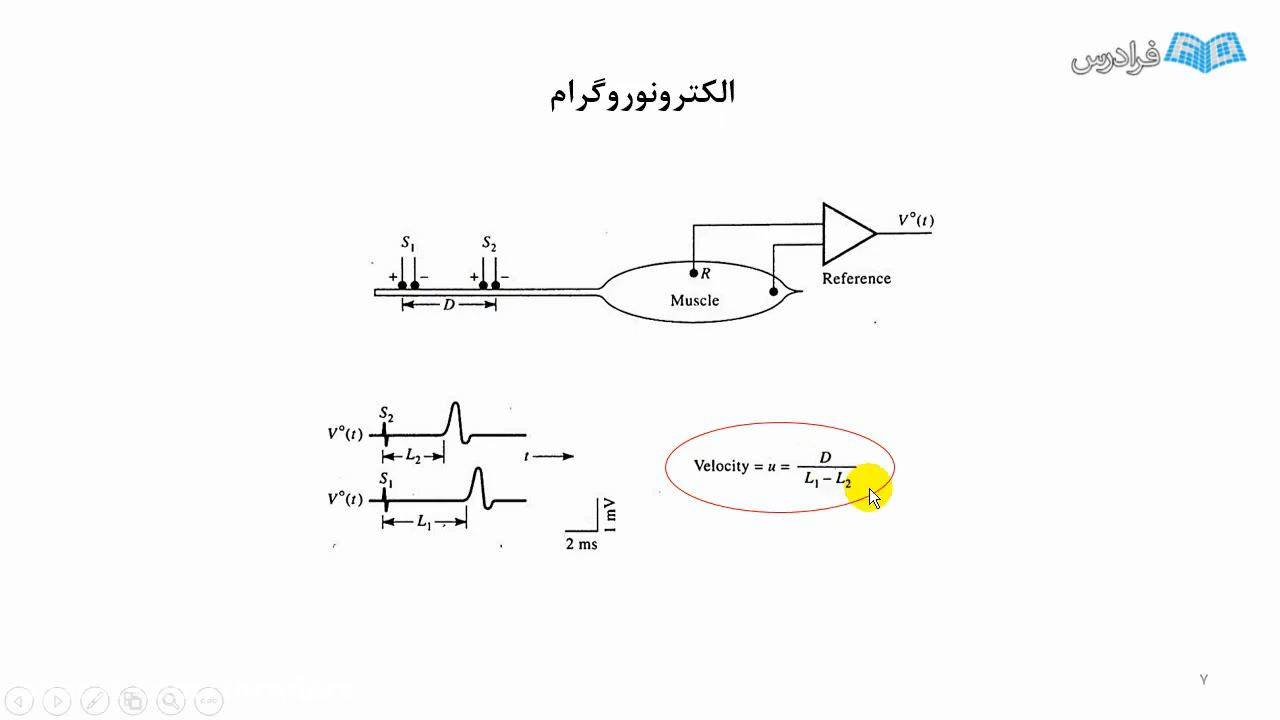 فرادرس
الکترونوروگرام
V°(t)
S₁
S₂
+ −
+ −
R
D
Muscle
Reference
S₂
V°(t)
L₂
t
S₁
V°(t)
L₁
1 mV
2 ms
Velocity = u = D / (L₁ − L₂)
۷